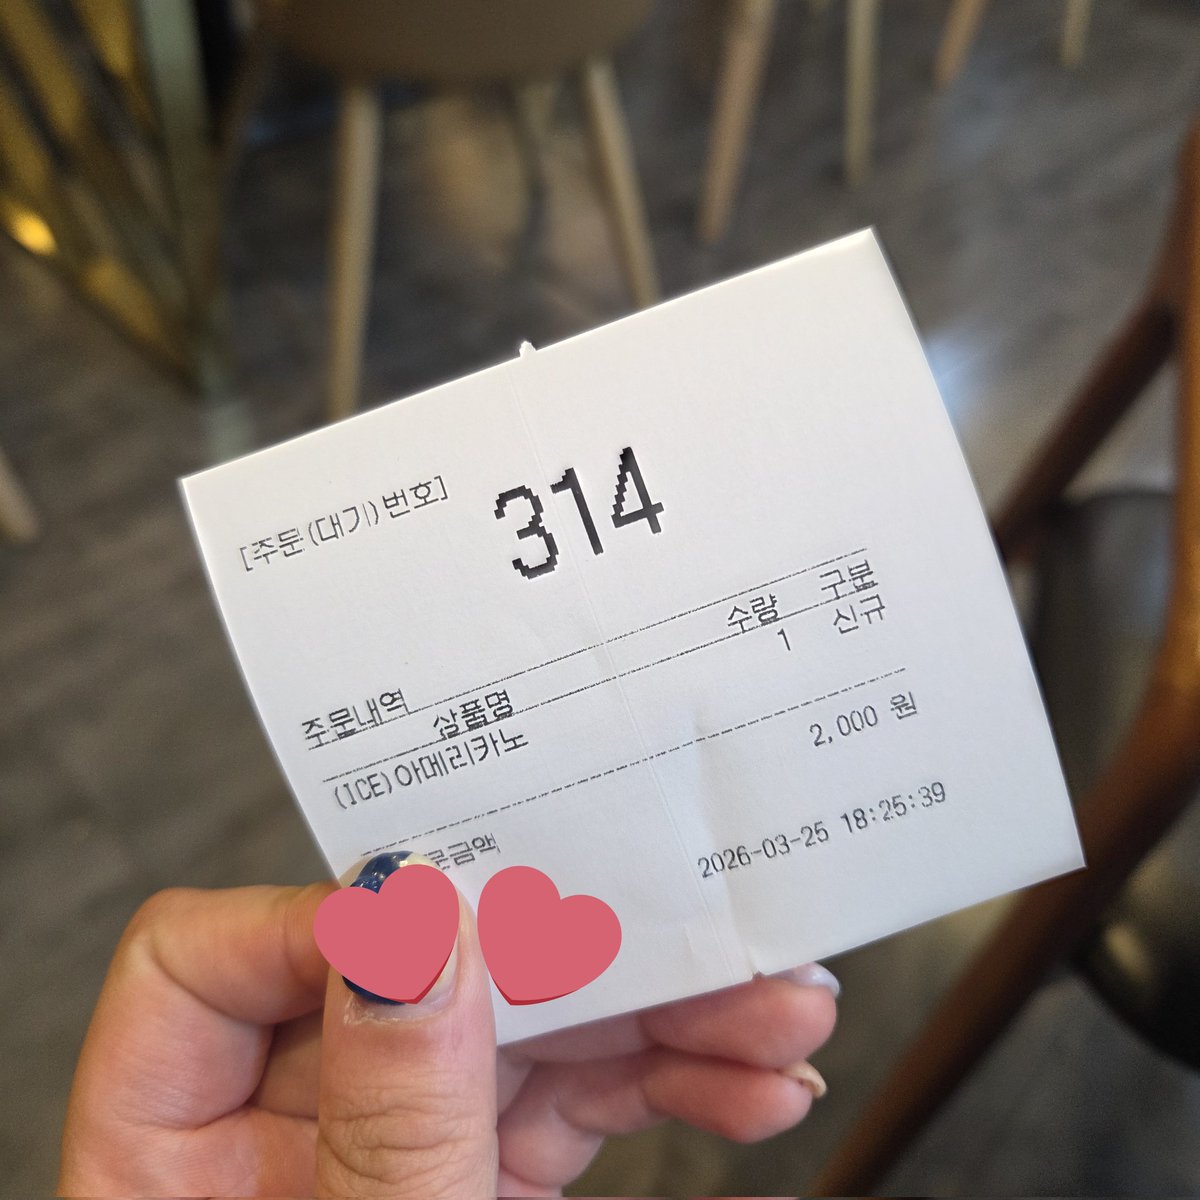 [주문(대기)번호] 314
주문내역
상품명 수량 구분
(ICE)아메리카노 1 신규
2,000 원
2026-03-25 18:25:39